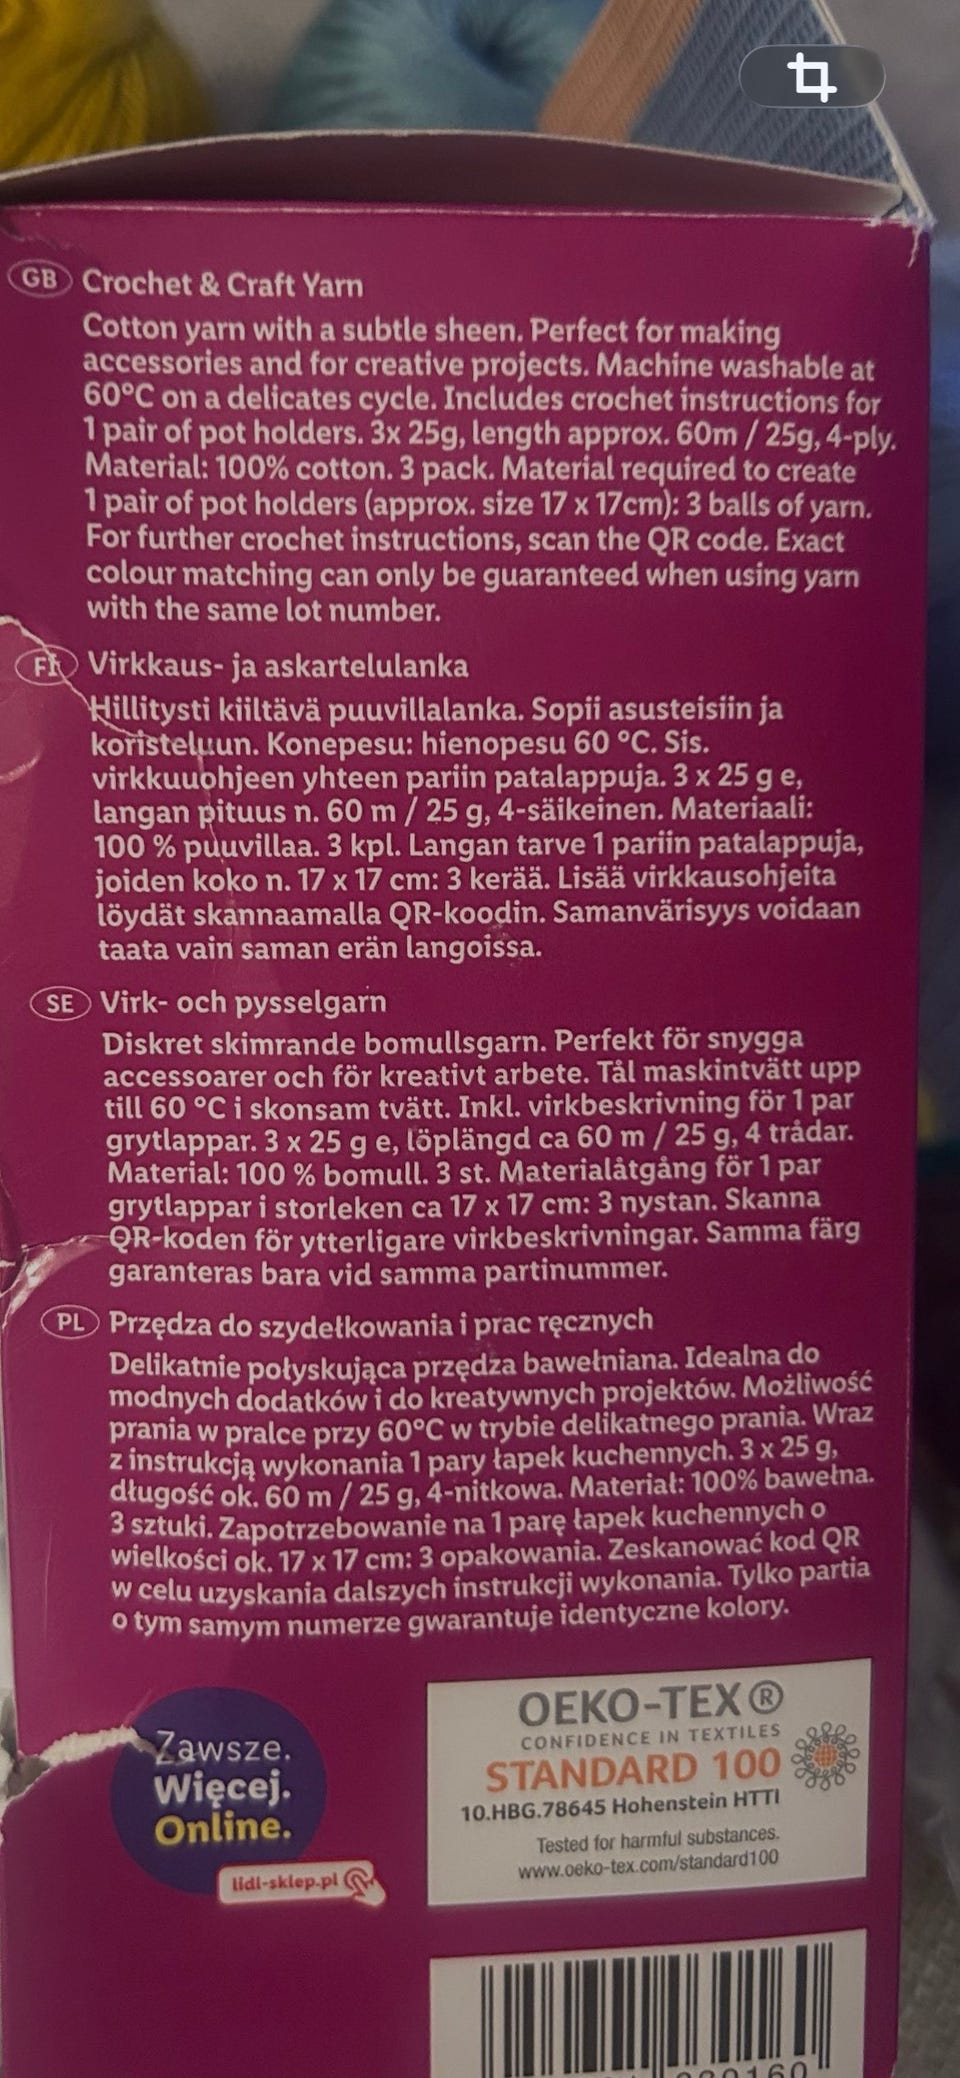 GB Crochet & Craft Yarn
Cotton yarn with a subtle sheen. Perfect for making
accessories and for creative projects. Machine washable at
60°C on a delicates cycle. Includes crochet instructions for
1 pair of pot holders. 3x 25g, length approx. 60m / 25g, 4-ply.
Material: 100% cotton. 3 pack. Material required to create
1 pair of pot holders (approx. size 17 x 17cm): 3 balls of yarn.
For further crochet instructions, scan the QR code. Exact
colour matching can only be guaranteed when using yarn
with the same lot number.
FI Virkkaus- ja askartelulanka
Hillitysti kiiltävä puuvillalanka. Sopii asusteisiin ja
koristeluun. Konepesu: hienopesu 60 °C. Sis.
virkkuuohjeen yhteen pariin patalappuja. 3 x 25 g e,
langan pituus n. 60 m / 25 g, 4-säikeinen. Materiaali:
100 % puuvillaa. 3 kpl. Langan tarve 1 pariin patalappuja,
joiden koko n. 17 x 17 cm: 3 kerää. Lisää virkkausohjeita
löydät skannaamalla QR-koodin. Samanvärisyys voidaan
taata vain saman erän langoissa.
SE Virk- och pysselgarn
Diskret skimrande bomullsgarn. Perfekt för snygga
accessoarer och för kreativt arbete. Tål maskintvätt upp
till 60 °C i skonsam tvätt. Inkl. virkbeskrivning för 1 par
grytlappar. 3 x 25 g e, löplängd ca 60 m / 25 g, 4 trådar.
Material: 100 % bomull. 3 st. Materialåtgång för 1 par
grytlappar i storleken ca 17 x 17 cm: 3 nystan. Skanna
QR-koden för ytterligare virkbeskrivningar. Samma färg
garanteras bara vid samma partinummer.
PL Przędza do szydełkowania i prac ręcznych
Delikatnie połyskująca przędza bawełniana. Idealna do
modnych dodatków i do kreatywnych projektów. Możliwość
prania w pralce przy 60°C w trybie delikatnego prania. Wraz
z instrukcją wykonania 1 pary łapek kuchennych. 3 x 25 g,
długość ok. 60 m / 25 g, 4-nitkowa. Materiał: 100% bawełna.
3 sztuki. Zapotrzebowanie na 1 parę łapek kuchennych o
wielkości ok. 17 x 17 cm: 3 opakowania. Zeskanować kod QR
w celu uzyskania dalszych instrukcji wykonania. Tylko partia
o tym samym numerze gwarantuje identyczne kolory.
Zawsze.
Więcej.
Online.
lidl-sklep.pl
OEKO-TEX®
CONFIDENCE IN TEXTILES
STANDARD 100
10.HBG.78645 Hohenstein HTTI
Tested for harmful substances.
www.oeko-tex.com/standard100